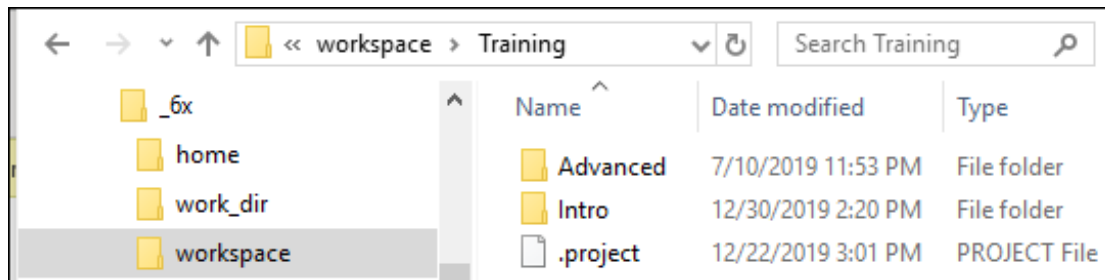 « workspace > Training Search Training
_6x
home
work_dir
workspace
Name Date modified Type
Advanced 7/10/2019 11:53 PM File folder
Intro 12/30/2019 2:20 PM File folder
.project 12/22/2019 3:01 PM PROJECT File